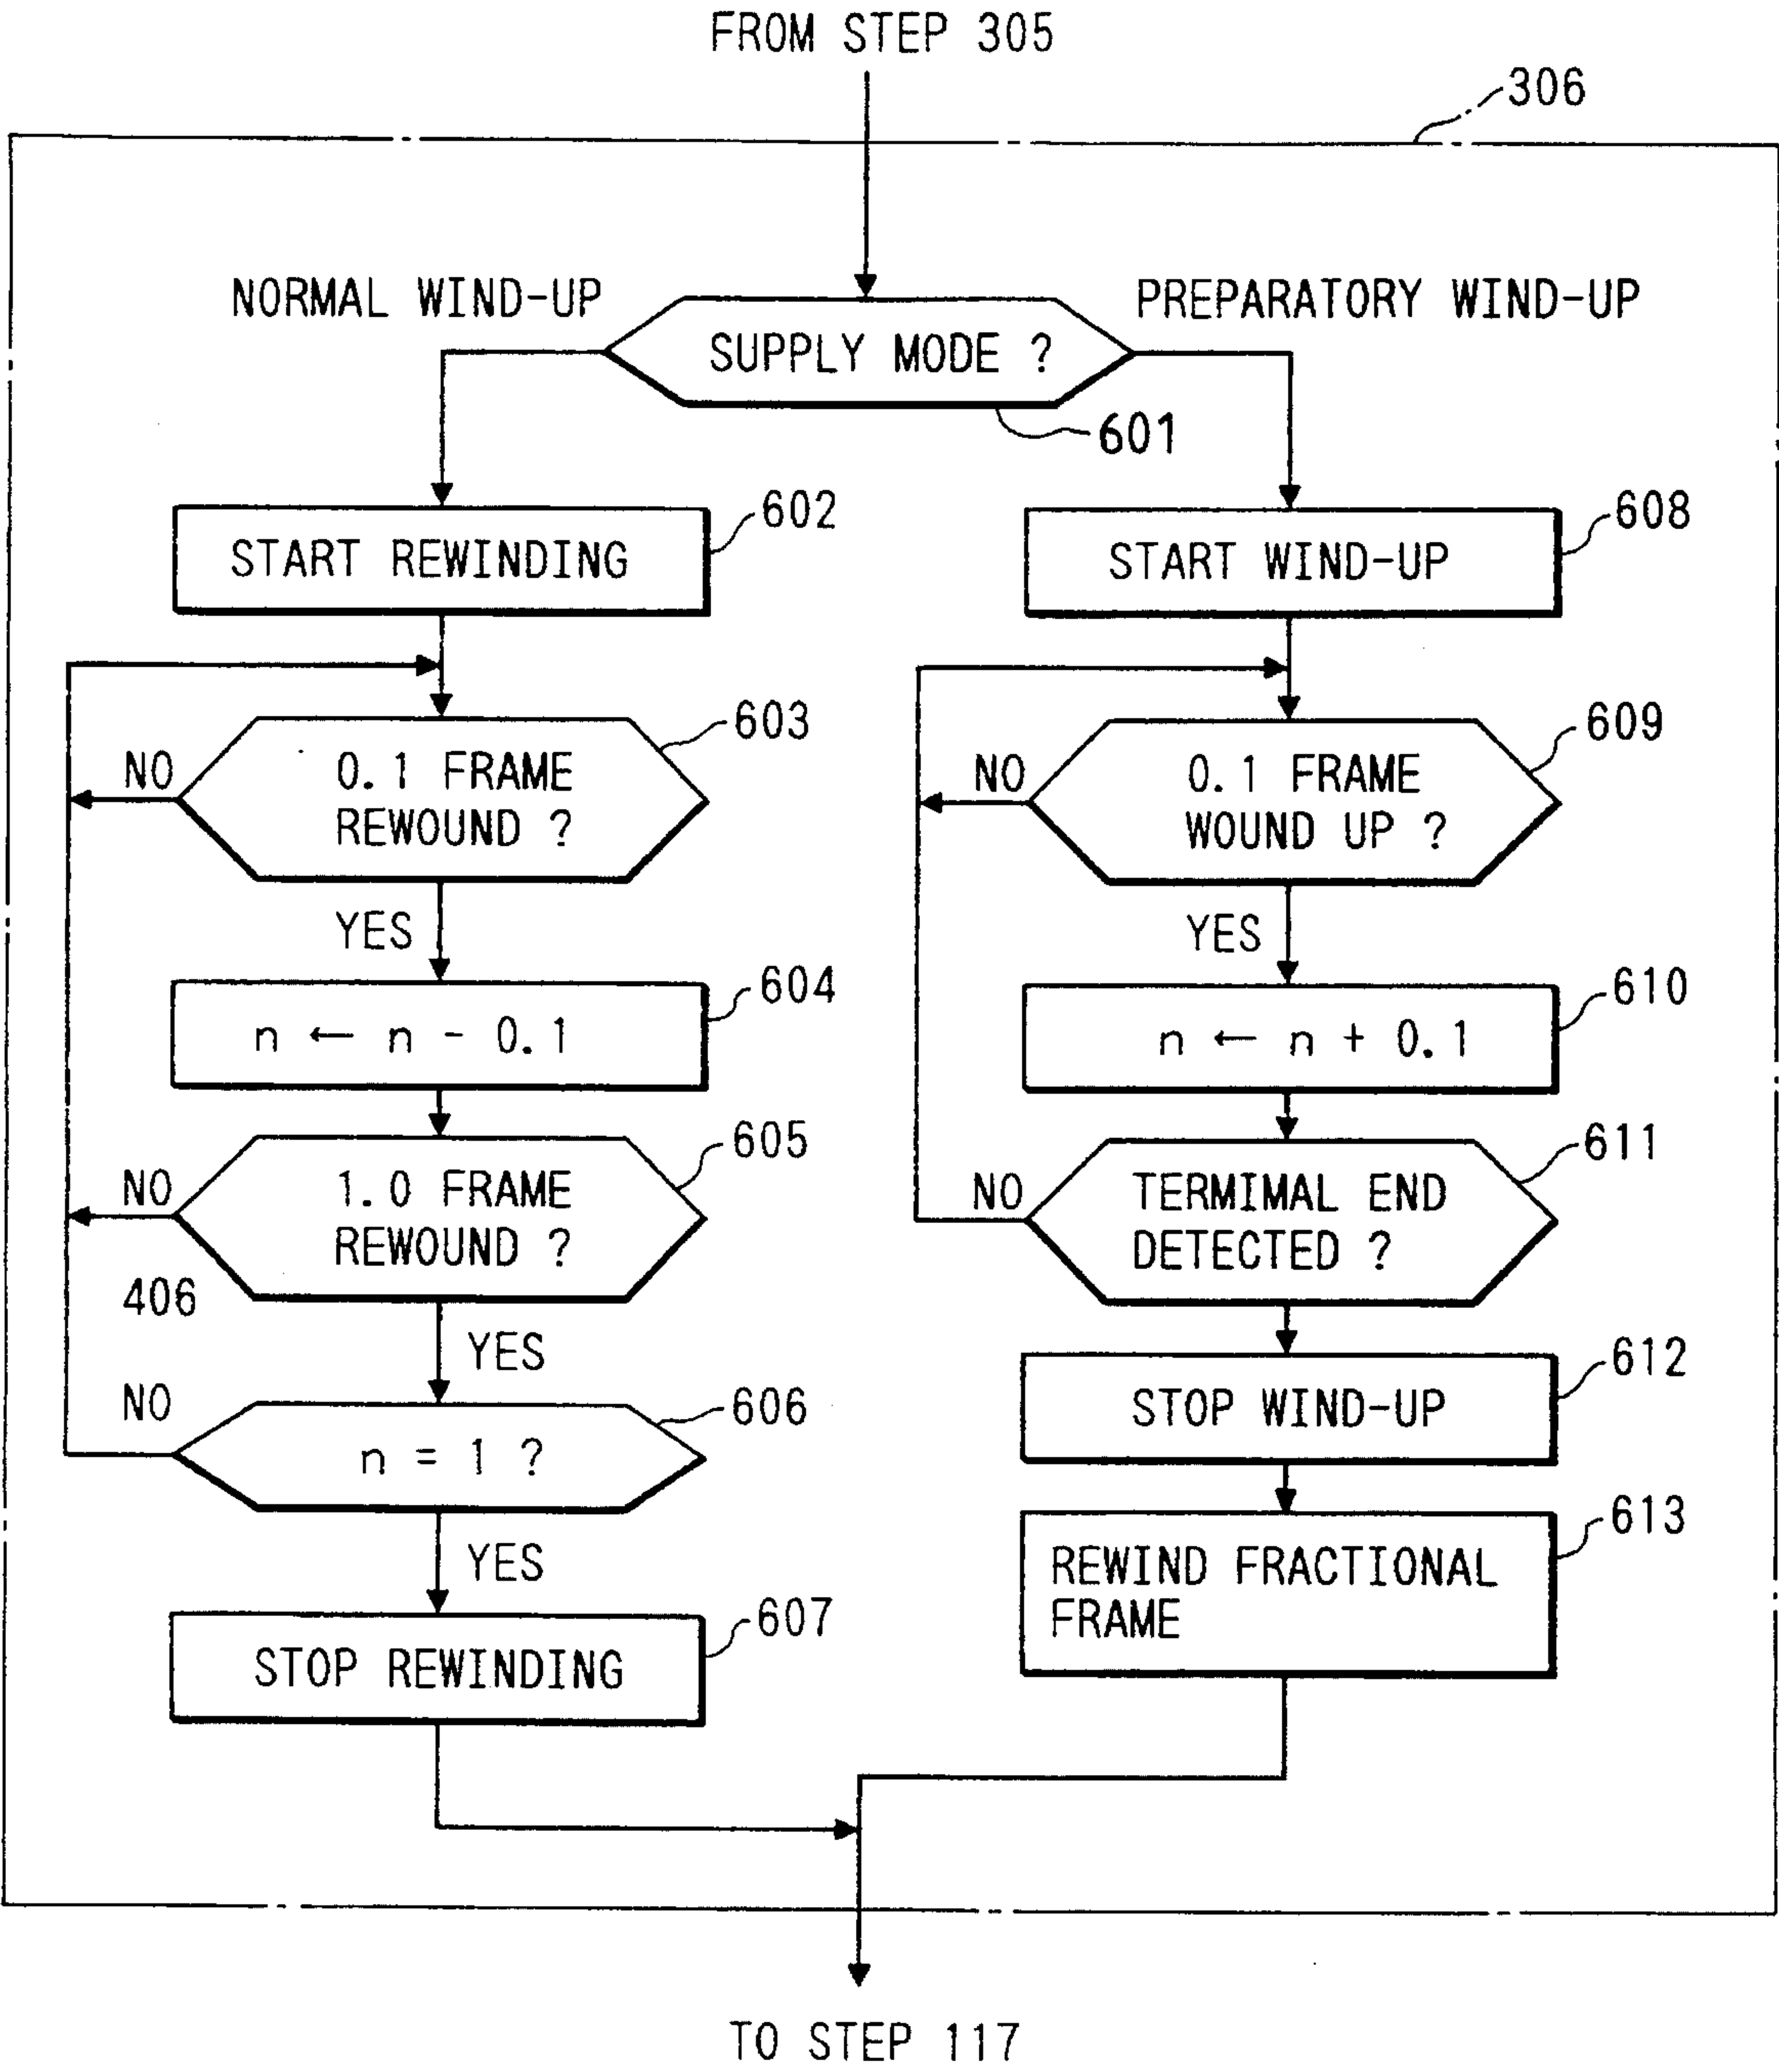 FROM STEP 305
306
NORMAL WIND-UP
PREPARATORY WIND-UP
SUPPLY MODE ?
601
602
START REWINDING
608
START WIND-UP
603
NO
0.1 FRAME
REWOUND ?
YES
609
NO
0.1 FRAME
WOUND UP ?
YES
604
n ← n - 0.1
610
n ← n + 0.1
605
NO
1.0 FRAME
REWOUND ?
406
YES
611
NO
TERMIMAL END
DETECTED ?
606
NO
n = 1 ?
YES
612
STOP WIND-UP
607
STOP REWINDING
613
REWIND FRACTIONAL
FRAME
TO STEP 117